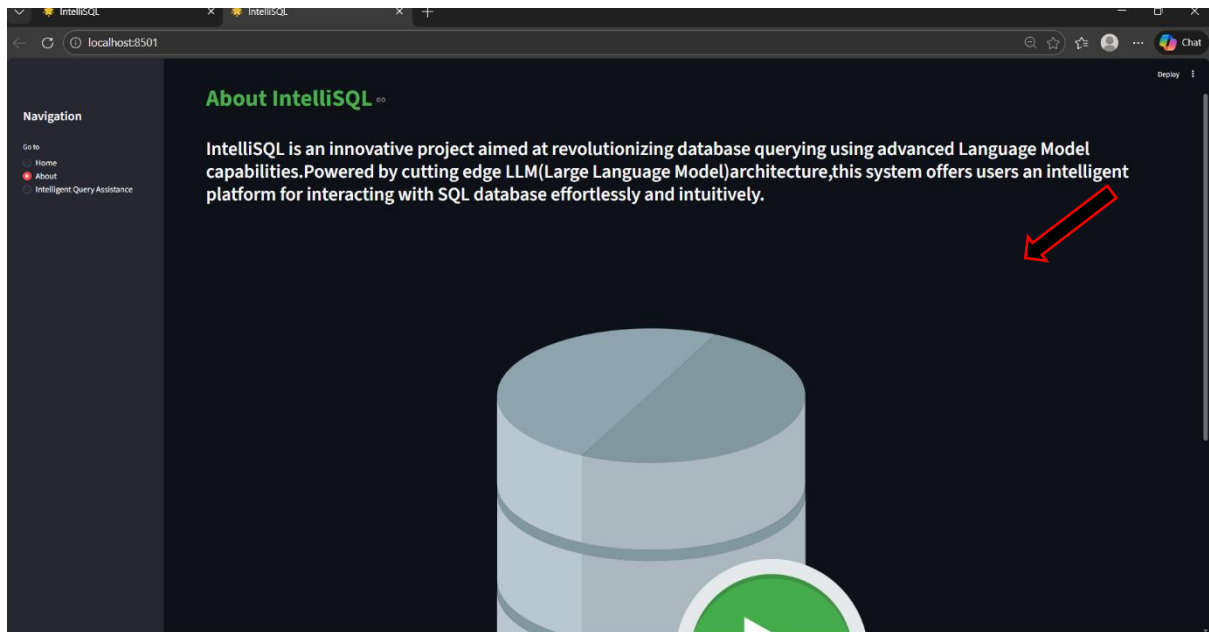 IntelliSQL
IntelliSQL
localhost:8501
Chat
Deploy
Navigation
Go to
Home
About
Intelligent Query Assistance
About IntelliSQL
IntelliSQL is an innovative project aimed at revolutionizing database querying using advanced Language Model
capabilities.Powered by cutting edge LLM(Large Language Model)architecture,this system offers users an intelligent
platform for interacting with SQL database effortlessly and intuitively.